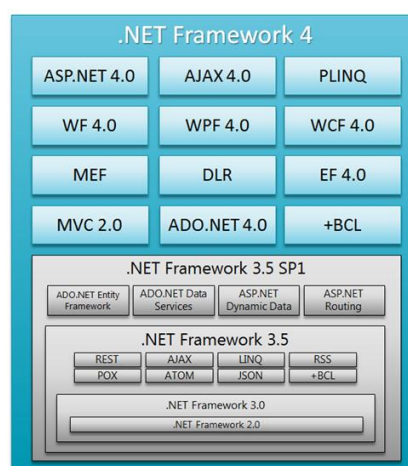 .NET Framework 4
ASP.NET 4.0 AJAX 4.0 PLINQ
WF 4.0 WPF 4.0 WCF 4.0
MEF DLR EF 4.0
MVC 2.0 ADO.NET 4.0 +BCL
.NET Framework 3.5 SP1
ADO.NET Entity Framework ADO.NET Data Services ASP.NET Dynamic Data ASP.NET Routing
.NET Framework 3.5
REST AJAX LINQ RSS
POX ATOM JSON +BCL
.NET Framework 3.0
.NET Framework 2.0